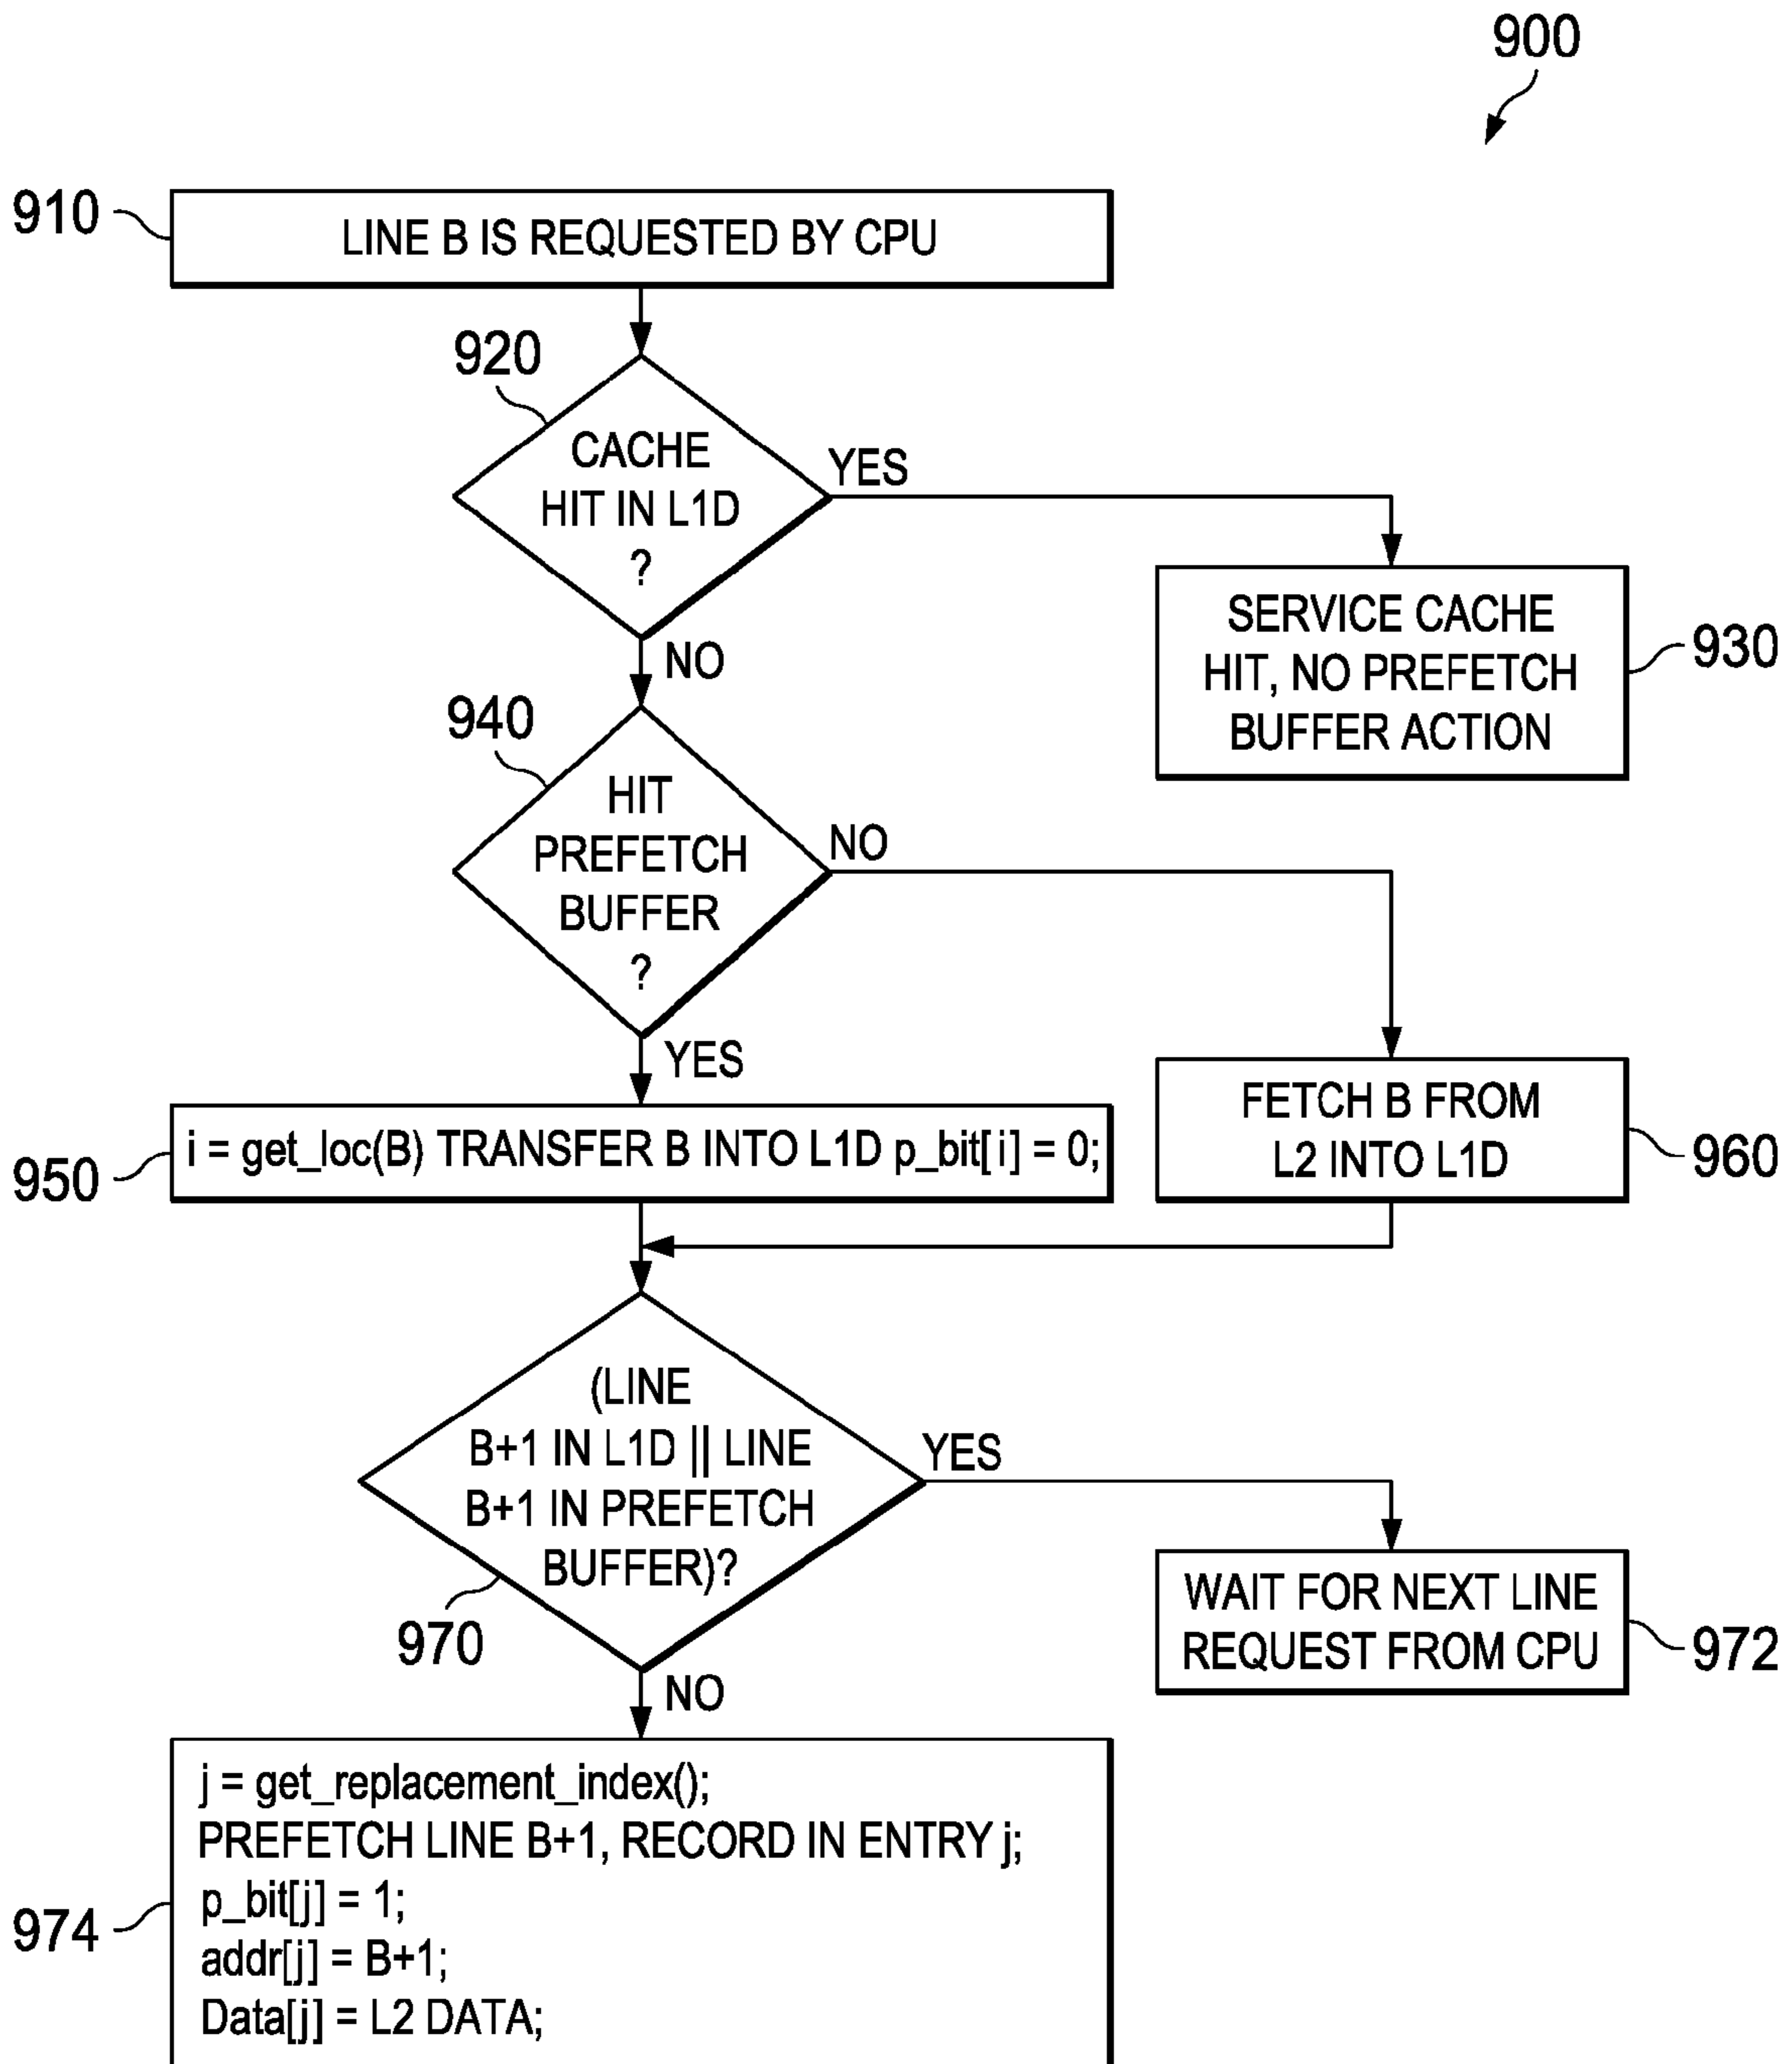 900
910
LINE B IS REQUESTED BY CPU
920
CACHE
HIT IN L1D
?
YES
NO
SERVICE CACHE
HIT, NO PREFETCH
BUFFER ACTION
930
940
HIT
PREFETCH
BUFFER
?
NO
YES
950
i = get_loc(B) TRANSFER B INTO L1D p_bit[i] = 0;
FETCH B FROM
L2 INTO L1D
960
(LINE
B+1 IN L1D || LINE
B+1 IN PREFETCH
BUFFER)?
YES
970
NO
WAIT FOR NEXT LINE
REQUEST FROM CPU
972
974
j = get_replacement_index();
PREFETCH LINE B+1, RECORD IN ENTRY j;
p_bit[j] = 1;
addr[j] = B+1;
Data[j] = L2 DATA;